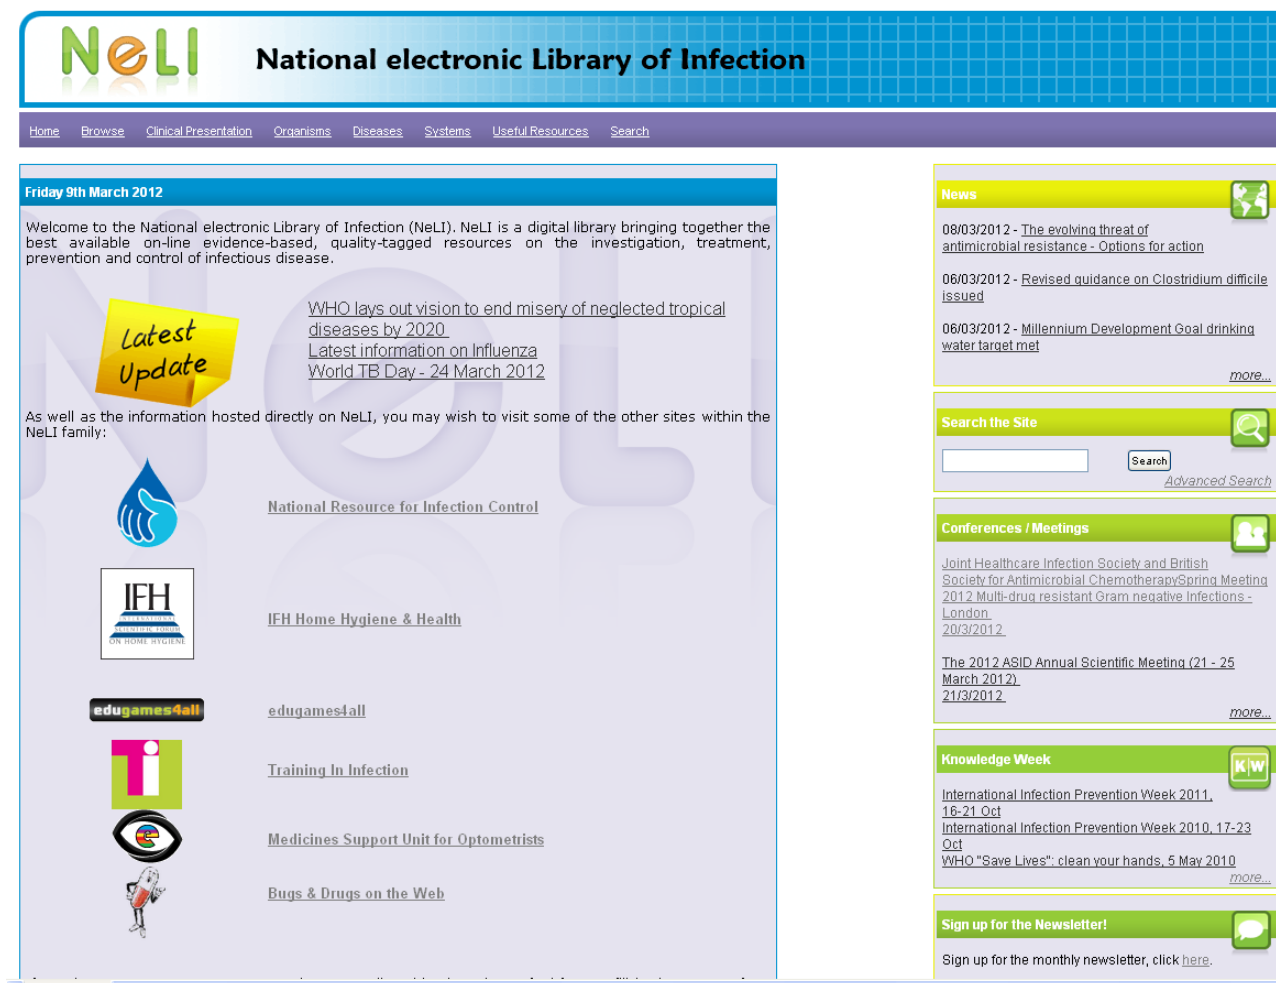 NeLI
National electronic Library of Infection
Home Browse Clinical Presentation Organisms Diseases Systems Useful Resources Search
Friday 9th March 2012
Welcome to the National electronic Library of Infection (NeLI). NeLI is a digital library bringing together the
best available on-line evidence-based, quality-tagged resources on the investigation, treatment,
prevention and control of infectious disease.
Latest
Update
WHO lays out vision to end misery of neglected tropical
diseases by 2020
Latest information on Influenza
World TB Day - 24 March 2012
As well as the information hosted directly on NeLI, you may wish to visit some of the other sites within the
NeLI family:
National Resource for Infection Control
IFH
INTERNATIONAL
SCIENTIFIC FORUM
ON HOME HYGIENE
IFH Home Hygiene & Health
edugames4all
edugames4all
Ti
Training In Infection
e
Medicines Support Unit for Optometrists
Bugs & Drugs on the Web
News
08/03/2012 - The evolving threat of
antimicrobial resistance - Options for action
06/03/2012 - Revised guidance on Clostridium difficile
issued
06/03/2012 - Millennium Development Goal drinking
water target met
more...
Search the Site
Search
Advanced Search
Conferences / Meetings
Joint Healthcare Infection Society and British
Society for Antimicrobial ChemotherapySpring Meeting
2012 Multi-drug resistant Gram negative Infections -
London
20/3/2012
The 2012 ASID Annual Scientific Meeting (21 - 25
March 2012)
21/3/2012
more...
Knowledge Week
K|W
International Infection Prevention Week 2011,
16-21 Oct
International Infection Prevention Week 2010, 17-23
Oct
WHO "Save Lives": clean your hands, 5 May 2010
more...
Sign up for the Newsletter!
Sign up for the monthly newsletter, click here.